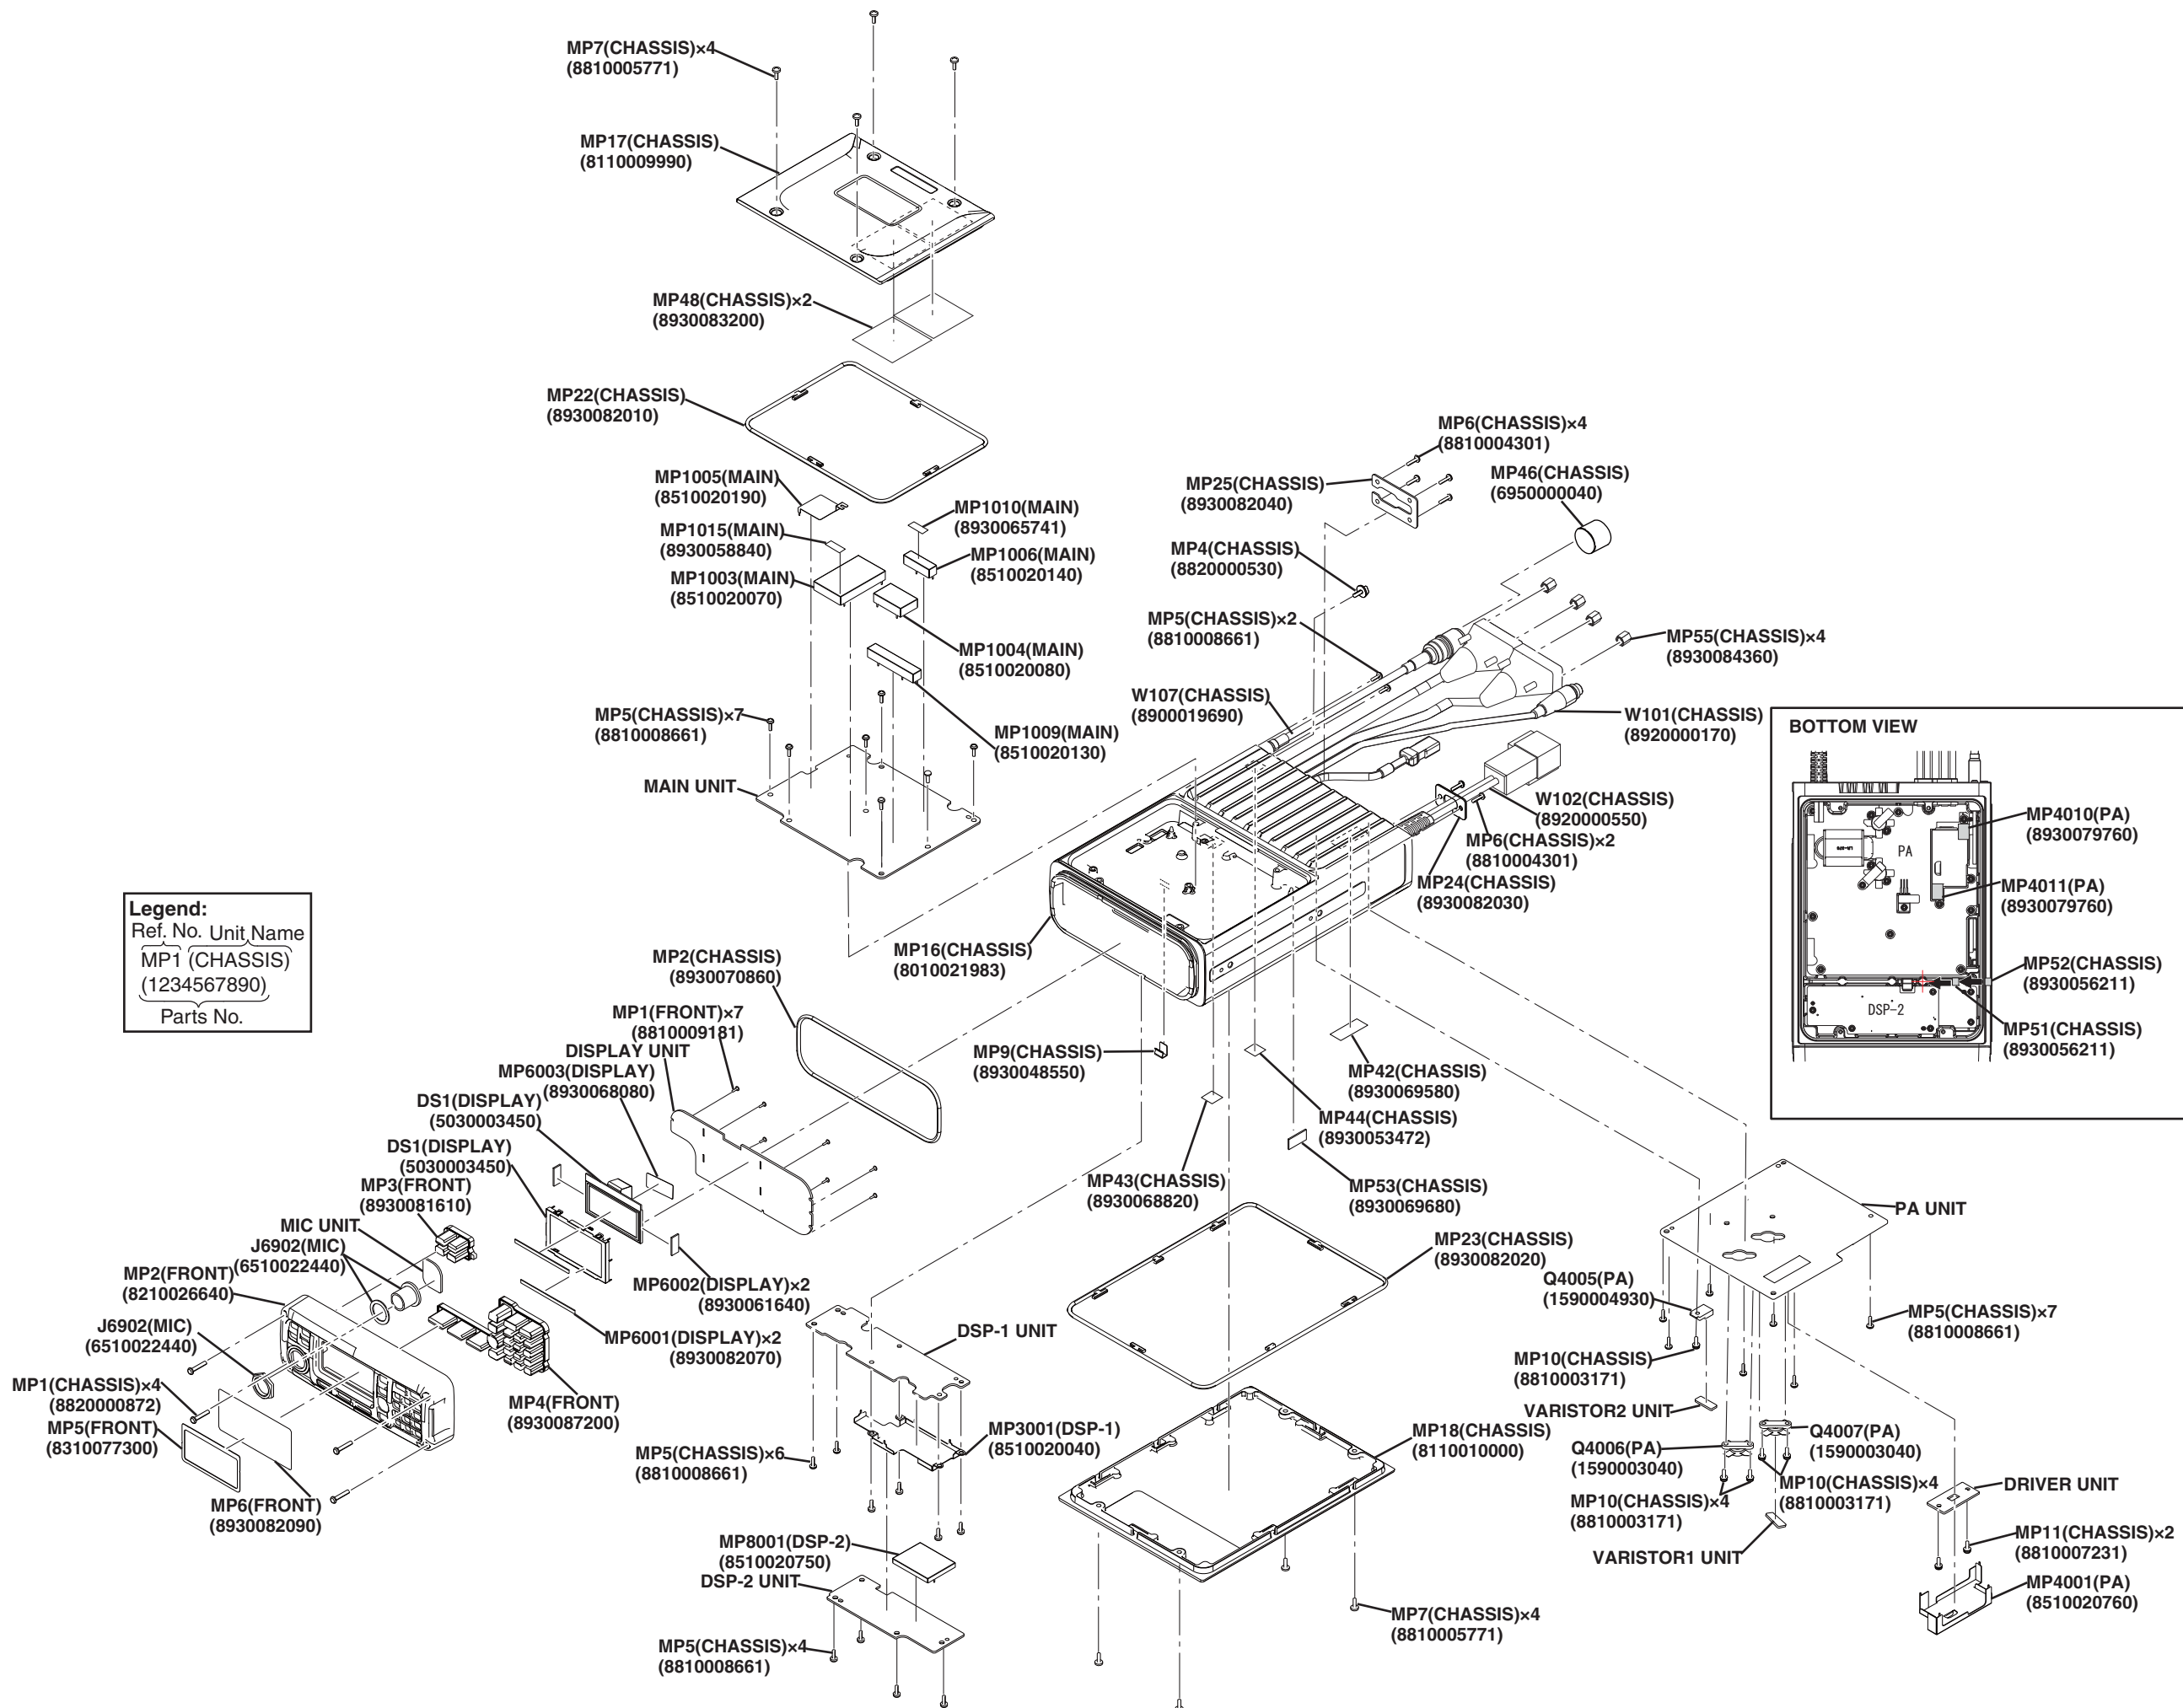 MP7(CHASSIS)×4
(8810005771)
MP17(CHASSIS)
(8110009990)
MP48(CHASSIS)×2
(8930083200)
MP22(CHASSIS)
(8930082010)
MP1005(MAIN)
(8510020190)
MP1010(MAIN)
(8930065741)
MP1015(MAIN)
(8930058840)
MP1006(MAIN)
(8510020140)
MP1003(MAIN)
(8510020070)
MP1004(MAIN)
(8510020080)
MP5(CHASSIS)×7
(8810008661)
MP1009(MAIN)
(8510020130)
MAIN UNIT
MP6(CHASSIS)×4
(8810004301)
MP25(CHASSIS)
(8930082040)
MP46(CHASSIS)
(6950000040)
MP4(CHASSIS)
(8820000530)
MP5(CHASSIS)×2
(8810008661)
MP55(CHASSIS)×4
(8930084360)
W107(CHASSIS)
(8900019690)
W101(CHASSIS)
(8920000170)
W102(CHASSIS)
(8920000550)
MP6(CHASSIS)×2
(8810004301)
MP24(CHASSIS)
(8930082030)
BOTTOM VIEW
PA
DSP-2
MP4010(PA)
(8930079760)
MP4011(PA)
(8930079760)
MP52(CHASSIS)
(8930056211)
MP51(CHASSIS)
(8930056211)
Legend:
Ref. No. Unit Name
MP1 (CHASSIS)
(1234567890)
Parts No.
MP16(CHASSIS)
(8010021983)
MP2(CHASSIS)
(8930070860)
MP1(FRONT)×7
(8810009181)
DISPLAY UNIT
MP6003(DISPLAY)
(8930068080)
DS1(DISPLAY)
(5030003450)
DS1(DISPLAY)
(5030003450)
MP3(FRONT)
(8930081610)
MIC UNIT
J6902(MIC)
(6510022440)
MP2(FRONT)
(8210026640)
J6902(MIC)
(6510022440)
MP1(CHASSIS)×4
(8820000872)
MP5(FRONT)
(8310077300)
MP6(FRONT)
(8930082090)
MP4(FRONT)
(8930087200)
MP6002(DISPLAY)×2
(8930061640)
MP6001(DISPLAY)×2
(8930082070)
MP9(CHASSIS)
(8930048550)
MP42(CHASSIS)
(8930069580)
MP44(CHASSIS)
(8930053472)
MP43(CHASSIS)
(8930068820)
MP53(CHASSIS)
(8930069680)
MP23(CHASSIS)
(8930082020)
DSP-1 UNIT
MP3001(DSP-1)
(8510020040)
MP5(CHASSIS)×6
(8810008661)
MP8001(DSP-2)
(8510020750)
DSP-2 UNIT
MP5(CHASSIS)×4
(8810008661)
MP18(CHASSIS)
(8110010000)
MP7(CHASSIS)×4
(8810005771)
PA UNIT
Q4005(PA)
(1590004930)
MP5(CHASSIS)×7
(8810008661)
MP10(CHASSIS)
(8810003171)
VARISTOR2 UNIT
Q4007(PA)
(1590003040)
Q4006(PA)
(1590003040)
MP10(CHASSIS)×4
(8810003171)
MP10(CHASSIS)×4
(8810003171)
VARISTOR1 UNIT
DRIVER UNIT
MP11(CHASSIS)×2
(8810007231)
MP4001(PA)
(8510020760)